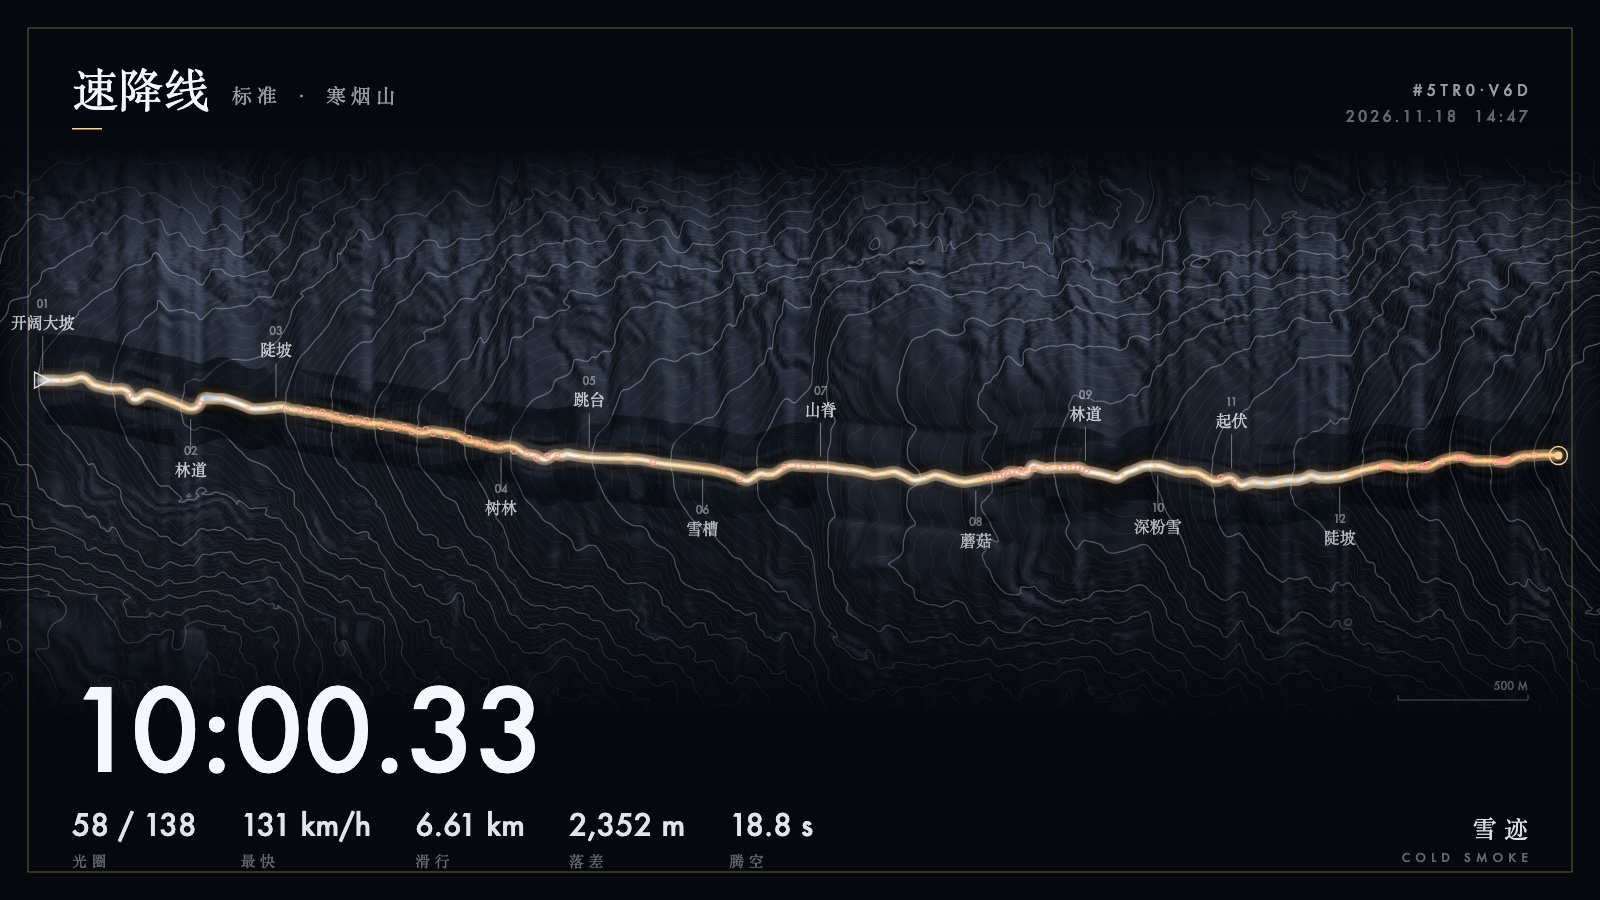 速降线 标准 · 寒烟山
#5TR0·V6D
2026.11.18 14:47
01
开阔大坡
02
林道
03
陡坡
04
树林
05
跳台
06
雪槽
07
山脊
08
蘑菇
09
林道
10
深粉雪
11
起伏
12
陡坡
500 M
10:00.33
58 / 138 131 km/h 6.61 km 2,352 m 18.8 s
光圈 最快 滑行 落差 腾空
雪迹
COLD SMOKE